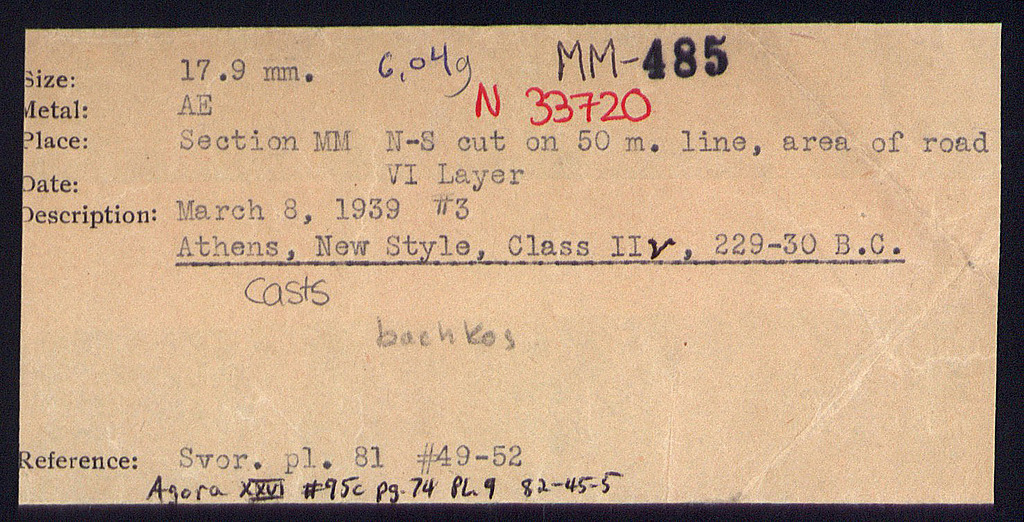 Size: 17.9 mm. 6,04g MM-485
Metal: AE N 33720
Place: Section MM N-S cut on 50 m. line, area of road
VI Layer
Date:
Description: March 8, 1939 #3
Athens, New Style, Class IIγ, 229-30 B.C.
Casts
bachkos
Reference: Svor. pl. 81 #49-52
Agora XXVI #95c pg. 74 PL. 9 82-45-5